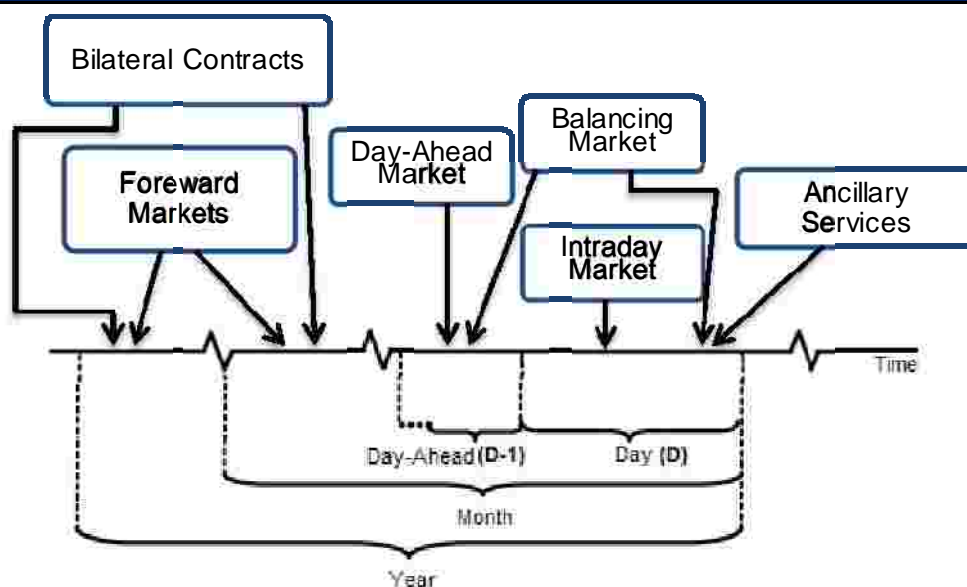 Bilateral Contracts
Foreward
Markets
Day-Ahead
Market
Balancing
Market
Intraday
Market
Ancillary
Services
Time
Day-Ahead (D-1)
Day (D)
Month
Year